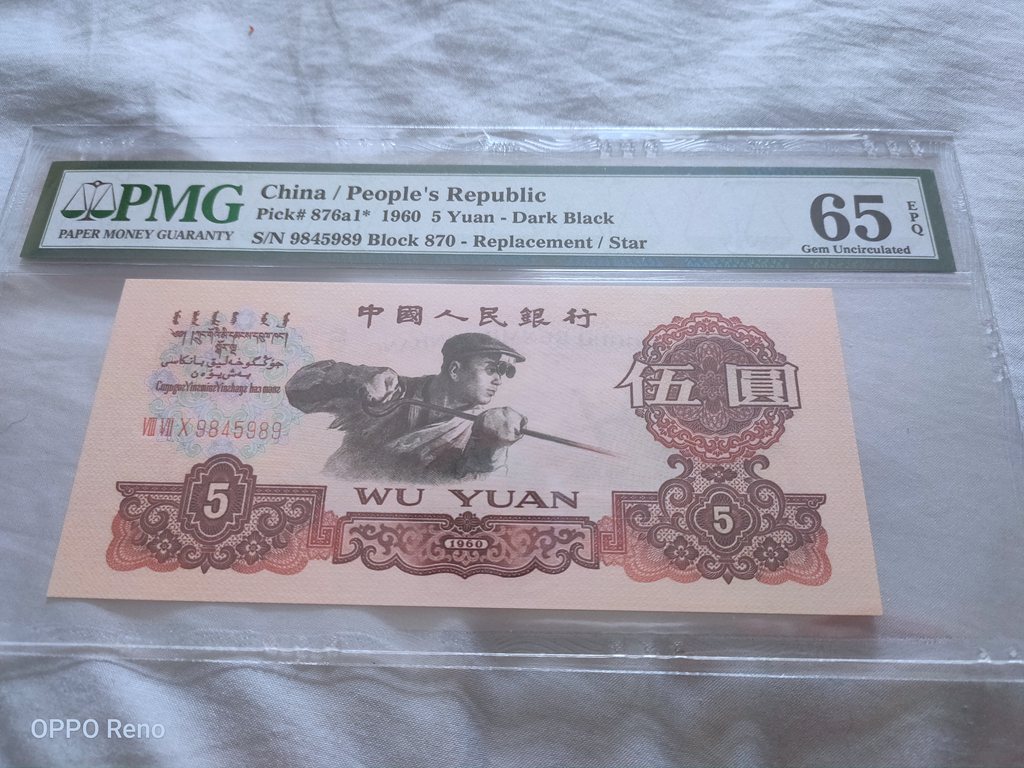 PMG
PAPER MONEY GUARANTY
China / People's Republic
Pick# 876a1* 1960 5 Yuan - Dark Black
S/N 9845989 Block 870 - Replacement / Star
65
EPQ
Gem Uncirculated
中國人民銀行
VIII VII X 9845989
伍圓
WU YUAN
5
1960
5
OPPO Reno